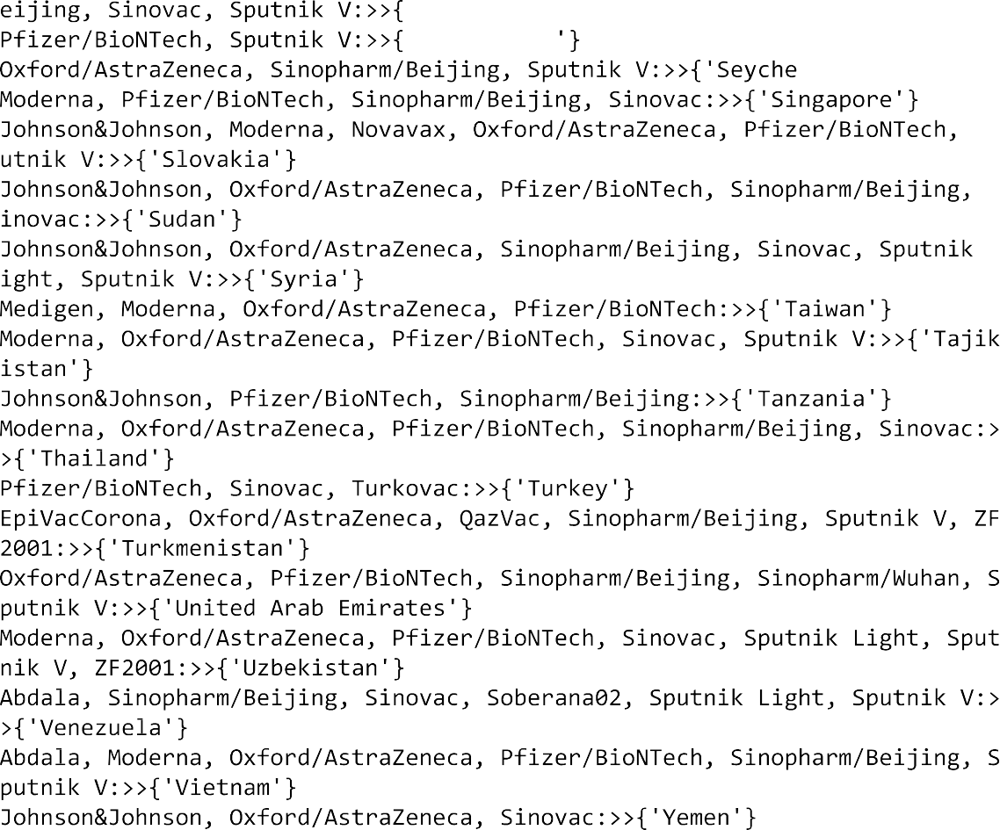 eijing, Sinovac, Sputnik V:>>{
Pfizer/BioNTech, Sputnik V:>>{ '}
Oxford/AstraZeneca, Sinopharm/Beijing, Sputnik V:>>{'Seyche
Moderna, Pfizer/BioNTech, Sinopharm/Beijing, Sinovac:>>{'Singapore'}
Johnson&Johnson, Moderna, Novavax, Oxford/AstraZeneca, Pfizer/BioNTech,
utnik V:>>{'Slovakia'}
Johnson&Johnson, Oxford/AstraZeneca, Pfizer/BioNTech, Sinopharm/Beijing,
inovac:>>{'Sudan'}
Johnson&Johnson, Oxford/AstraZeneca, Sinopharm/Beijing, Sinovac, Sputnik
ight, Sputnik V:>>{'Syria'}
Medigen, Moderna, Oxford/AstraZeneca, Pfizer/BioNTech:>>{'Taiwan'}
Moderna, Oxford/AstraZeneca, Pfizer/BioNTech, Sinovac, Sputnik V:>>{'Tajik
istan'}
Johnson&Johnson, Pfizer/BioNTech, Sinopharm/Beijing:>>{'Tanzania'}
Moderna, Oxford/AstraZeneca, Pfizer/BioNTech, Sinopharm/Beijing, Sinovac:>
>{'Thailand'}
Pfizer/BioNTech, Sinovac, Turkovac:>>{'Turkey'}
EpiVacCorona, Oxford/AstraZeneca, QazVac, Sinopharm/Beijing, Sputnik V, ZF
2001:>>{'Turkmenistan'}
Oxford/AstraZeneca, Pfizer/BioNTech, Sinopharm/Beijing, Sinopharm/Wuhan, S
putnik V:>>{'United Arab Emirates'}
Moderna, Oxford/AstraZeneca, Pfizer/BioNTech, Sinovac, Sputnik Light, Sput
nik V, ZF2001:>>{'Uzbekistan'}
Abdala, Sinopharm/Beijing, Sinovac, Soberana02, Sputnik Light, Sputnik V:>
>{'Venezuela'}
Abdala, Moderna, Oxford/AstraZeneca, Pfizer/BioNTech, Sinopharm/Beijing, S
putnik V:>>{'Vietnam'}
Johnson&Johnson, Oxford/AstraZeneca, Sinovac:>>{'Yemen'}